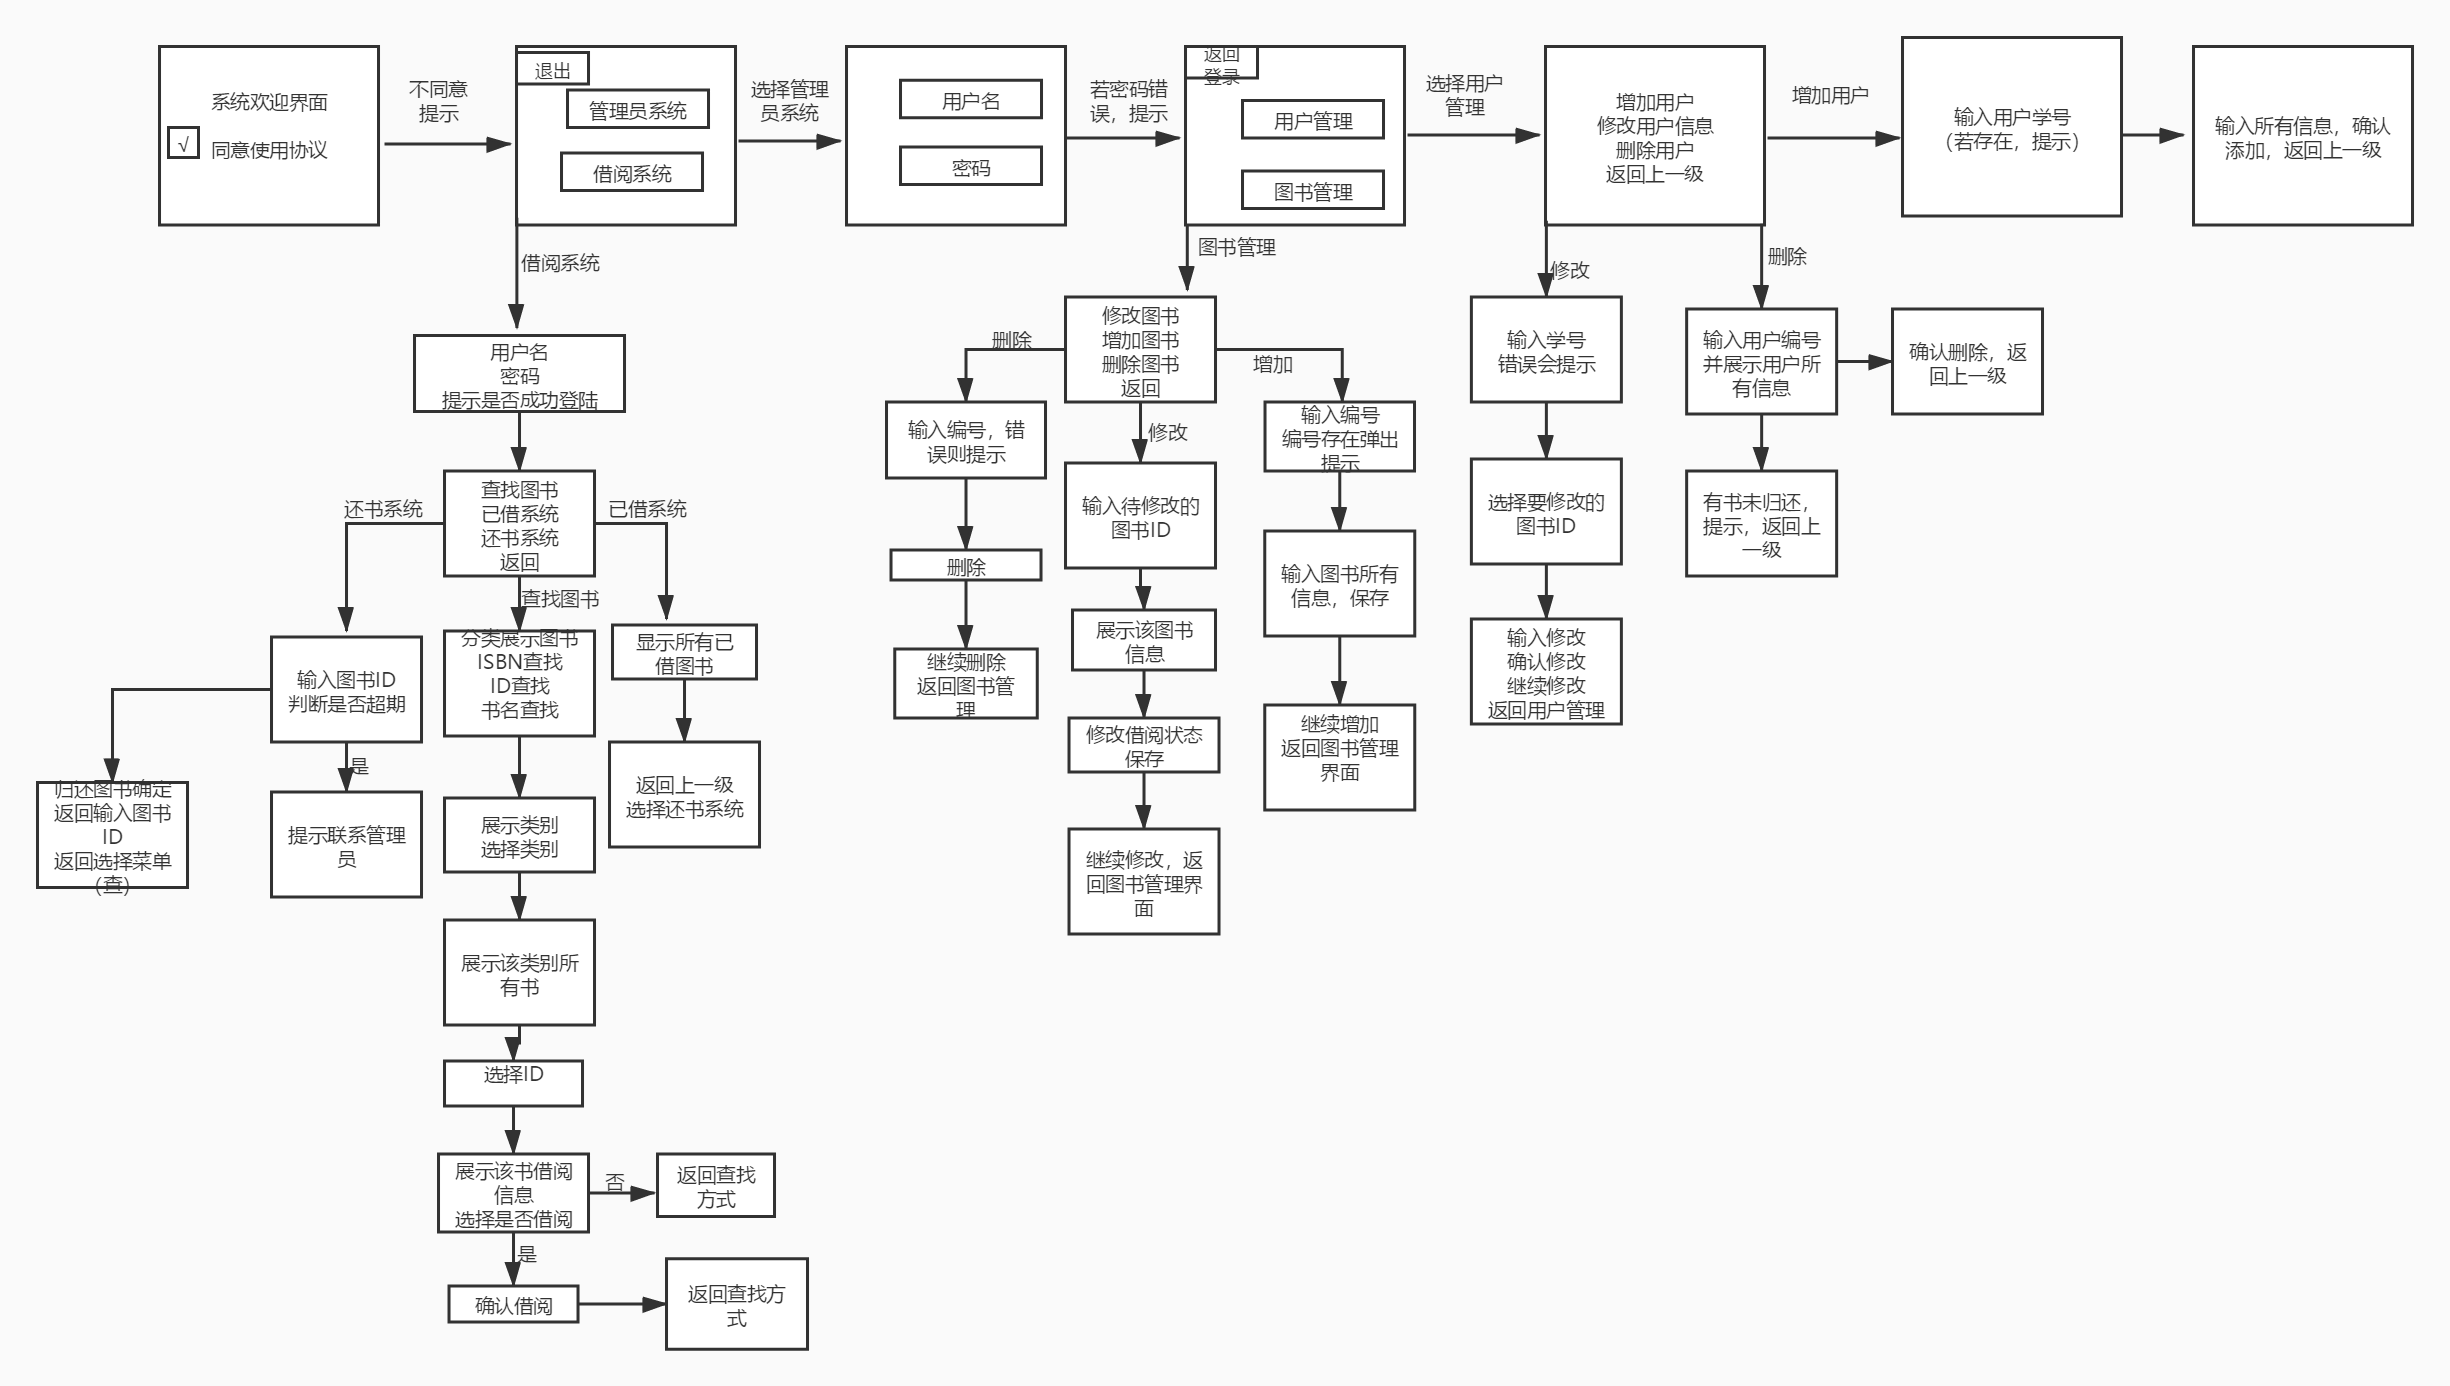 系统欢迎界面
√
同意使用协议
不同意
提示
退出
管理员系统
借阅系统
选择管理
员系统
用户名
密码
若密码错
误，提示
返回
登录
用户管理
图书管理
选择用户
管理
增加用户
修改用户信息
删除用户
返回上一级
增加用户
输入用户学号
（若存在，提示）
输入所有信息，确认
添加，返回上一级
借阅系统
用户名
密码
提示是否成功登陆
查找图书
已借系统
还书系统
返回
还书系统
已借系统
查找图书
输入图书ID
判断是否超期
是
归还图书确定
返回输入图书
ID
返回选择菜单
（查）
提示联系管理
员
分类展示图书
ISBN查找
ID查找
书名查找
显示所有已
借图书
返回上一级
选择还书系统
展示类别
选择类别
展示该类别所
有书
选择ID
展示该书借阅
信息
选择是否借阅
否
返回查找
方式
是
确认借阅
返回查找方
式
图书管理
修改图书
增加图书
删除图书
返回
删除
增加
修改
输入编号，错
误则提示
删除
继续删除
返回图书管
理
输入待修改的
图书ID
展示该图书
信息
修改借阅状态
保存
继续修改，返
回图书管理界
面
输入编号
编号存在弹出
提示
输入图书所有
信息，保存
继续增加
返回图书管理
界面
修改
输入学号
错误会提示
选择要修改的
图书ID
输入修改
确认修改
继续修改
返回用户管理
删除
输入用户编号
并展示用户所
有信息
确认删除，返
回上一级
有书未归还，
提示，返回上
一级